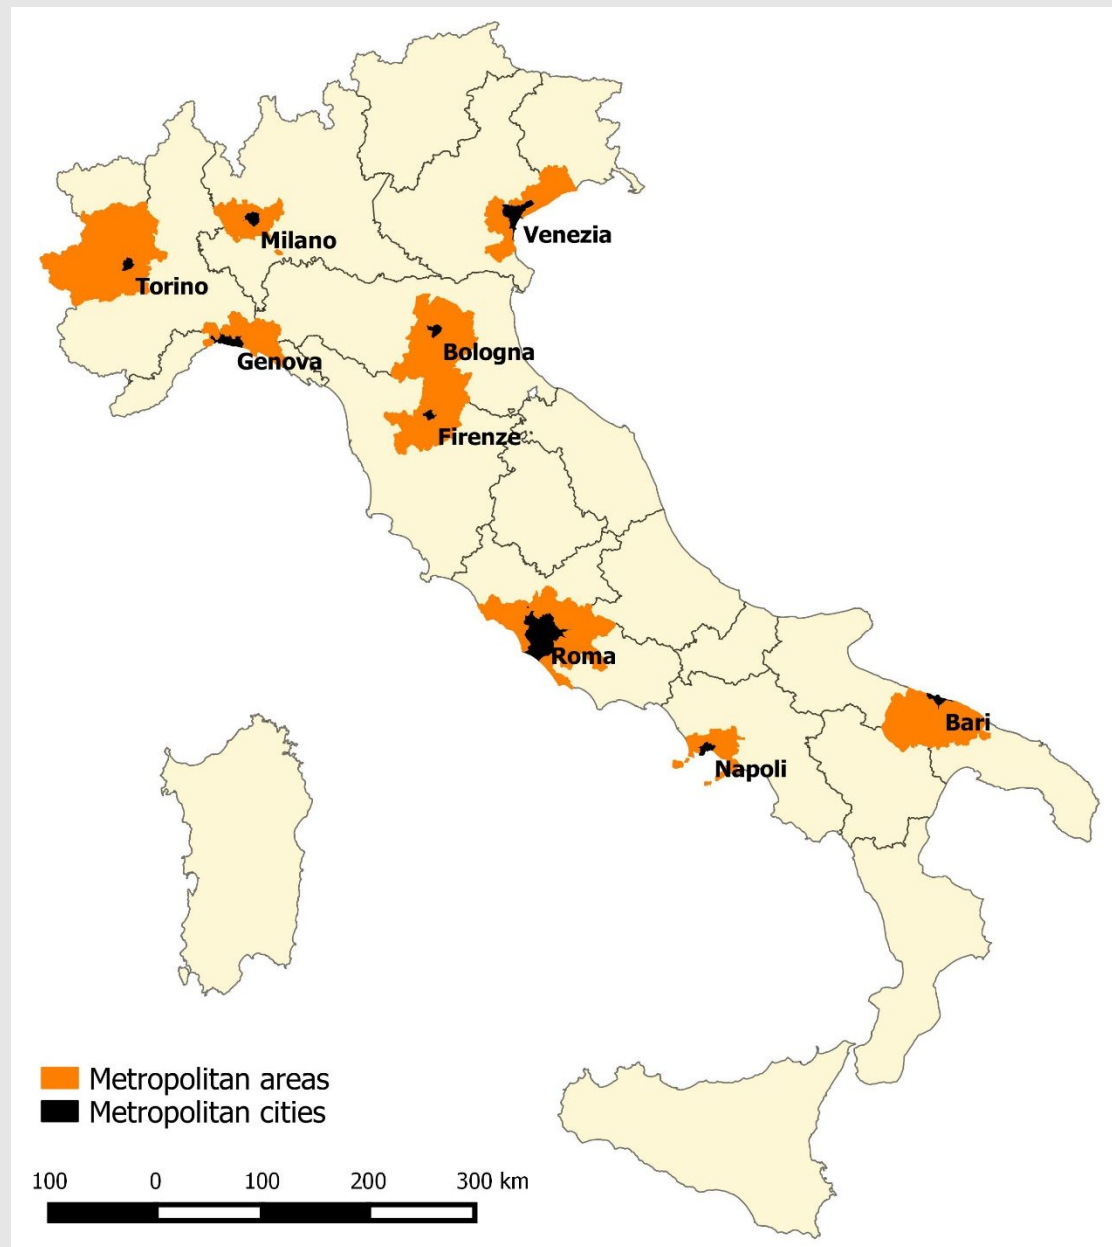 Venezia
Milano
Torino
Genova
Bologna
Firenze
Roma
Bari
Napoli
Metropolitan areas
Metropolitan cities
100 0 100 200 300 km